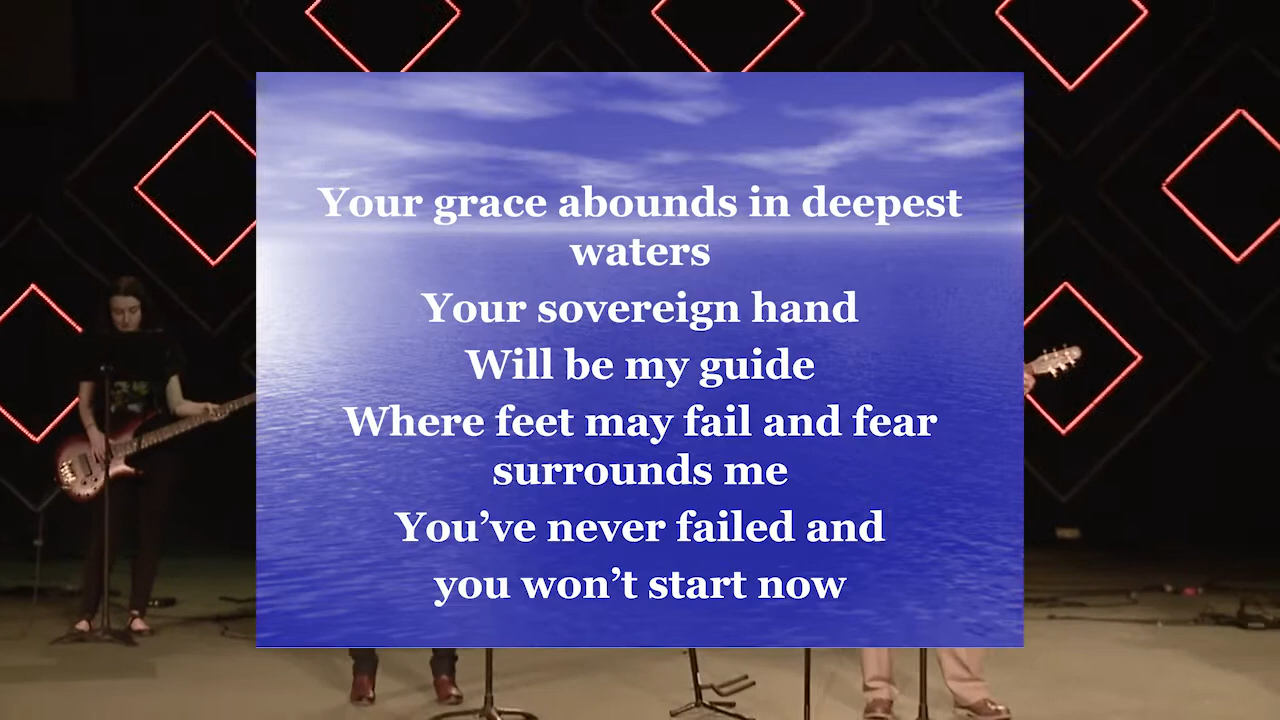 Your grace abounds in deepest
waters
Your sovereign hand
Will be my guide
Where feet may fail and fear
surrounds me
You’ve never failed and
you won’t start now